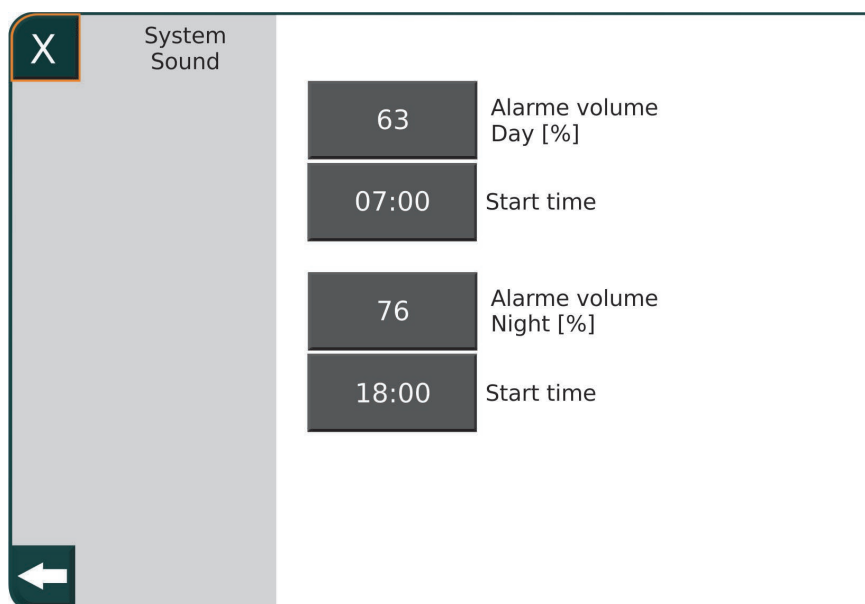 X
System
Sound
63
Alarme volume
Day [%]
07:00
Start time
76
Alarme volume
Night [%]
18:00
Start time